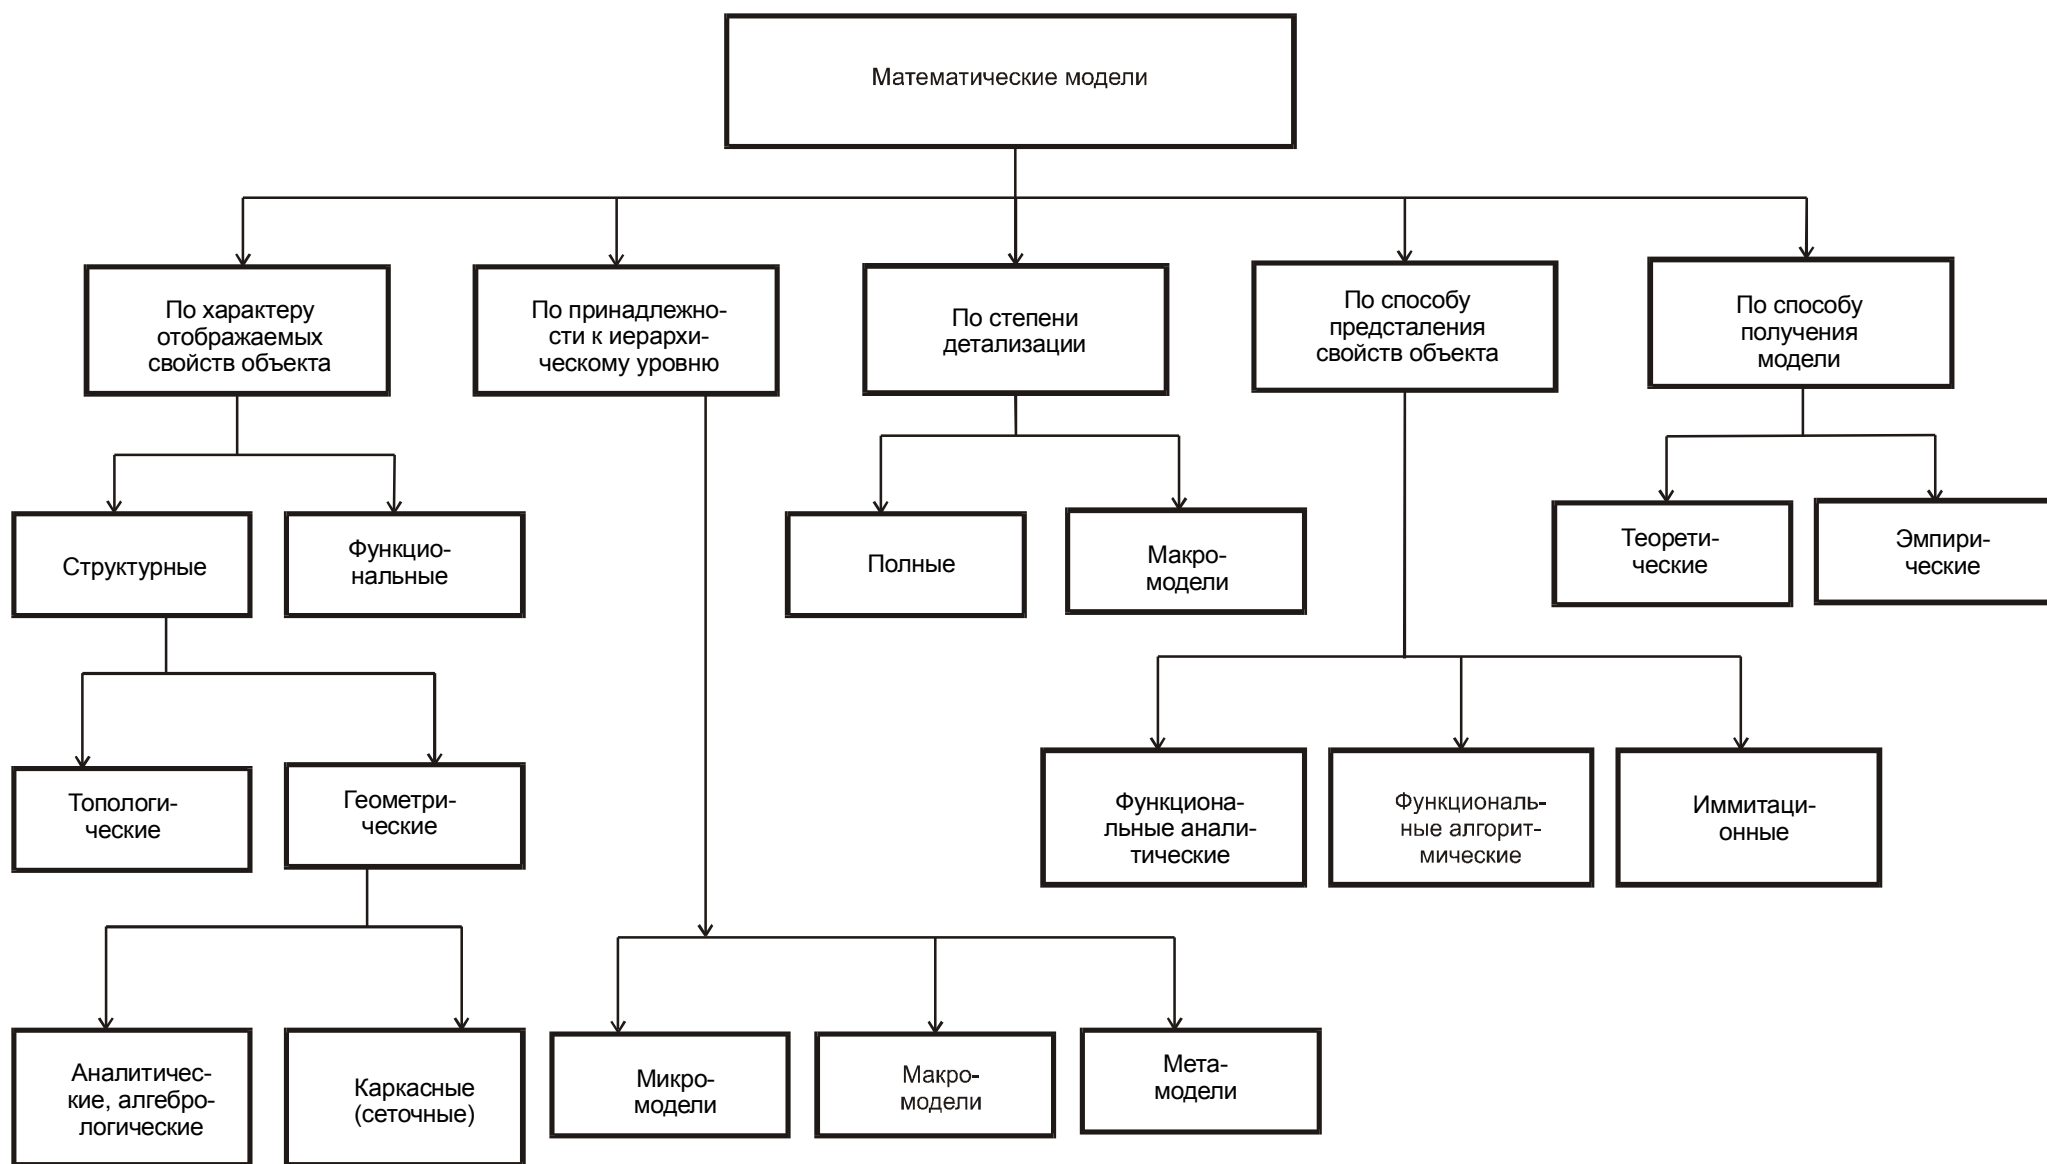 Математические модели
По характеру
отображаемых
свойств объекта
По принадлежно-
сти к иерархи-
ческому уровню
По степени
детализации
По способу
предсталения
свойств объекта
По способу
получения
модели
Структурные
Функцио-
нальные
Полные
Макро-
модели
Теорети-
ческие
Эмпири-
ческие
Топологи-
ческие
Геометри-
ческие
Функциона-
льные анали-
тические
Функциональ-
ные алгорит-
мические
Иммитаци-
онные
Аналитичес-
кие, алгебро-
логические
Каркасные
(сеточные)
Микро-
модели
Макро-
модели
Мета-
модели